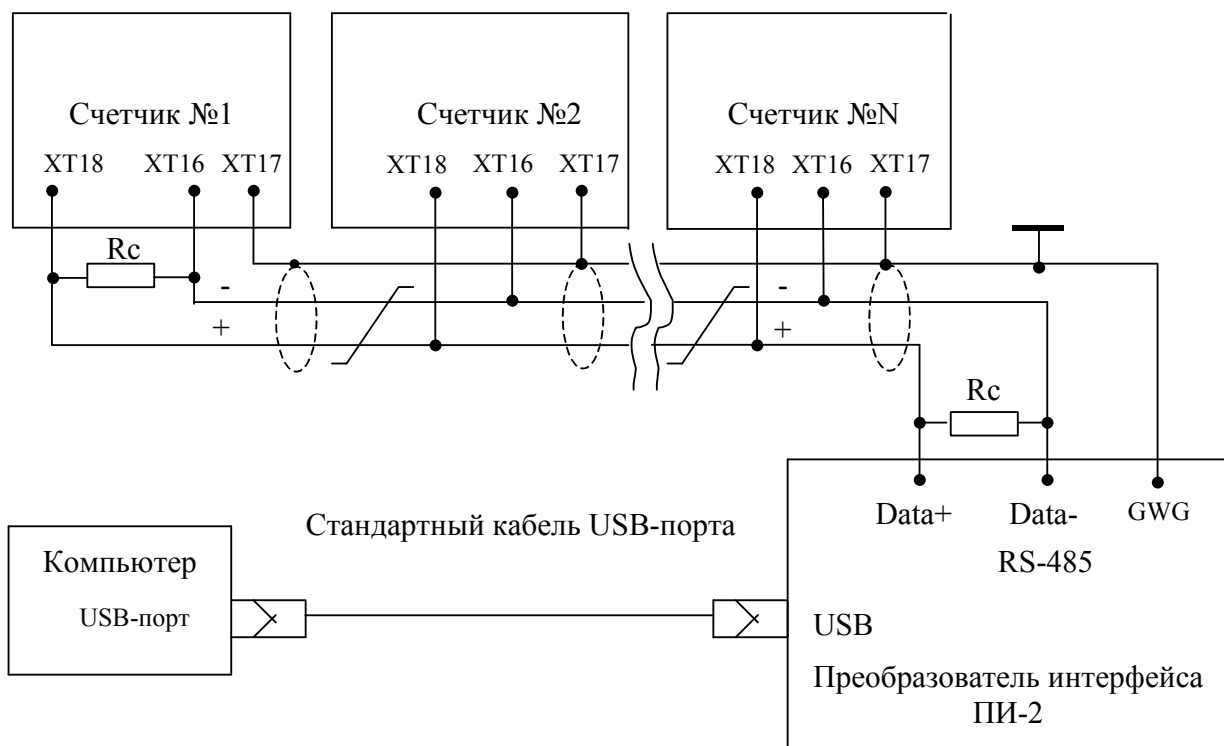 Счетчик №1
XT18 XT16 XT17
Счетчик №2
XT18 XT16 XT17
Счетчик №N
XT18 XT16 XT17
Rc
-
+
-
+
Rc
Data+ Data- GWG
RS-485
Стандартный кабель USB-порта
Компьютер
USB-порт
USB
Преобразователь интерфейса
ПИ-2